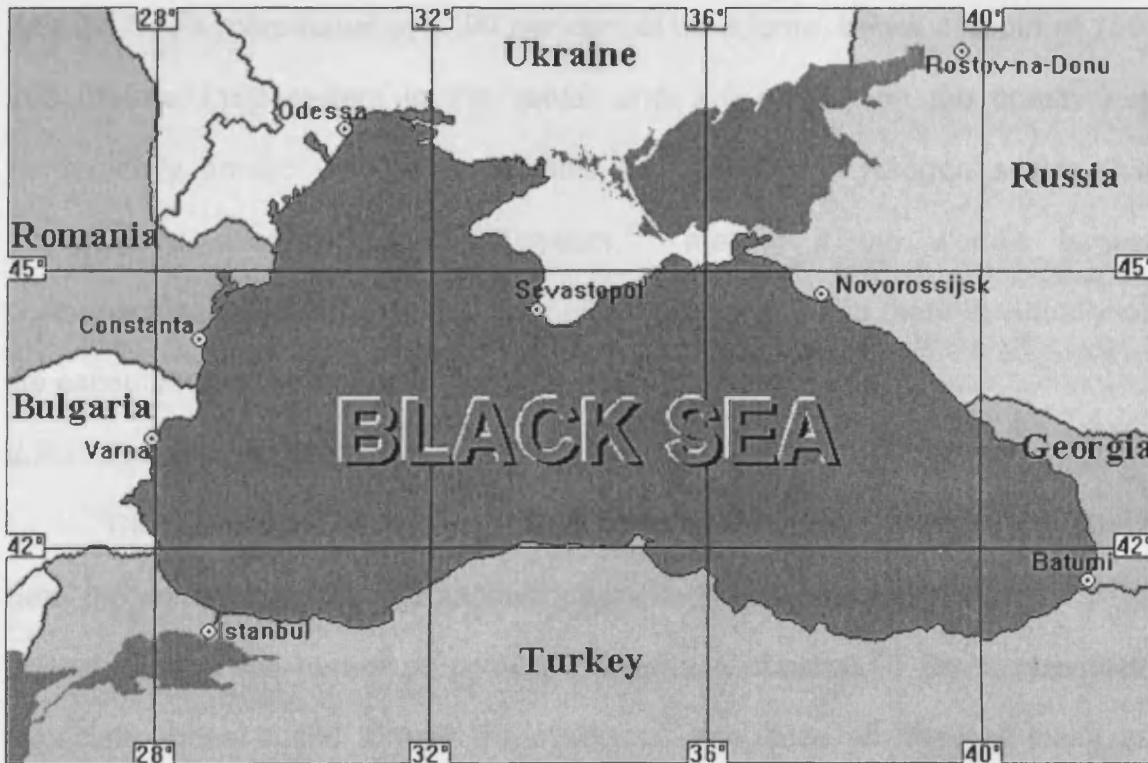 28°
32°
36°
40°
Ukraine
Rostov-na-Donu
Odessa
Russia
Romania
45°
45°
Sevastopol
Novorossijsk
Constanta
Bulgaria
BLACK SEA
Varna
Georgia
42°
42°
Batumi
Istanbul
Turkey
28°
32°
36°
40°